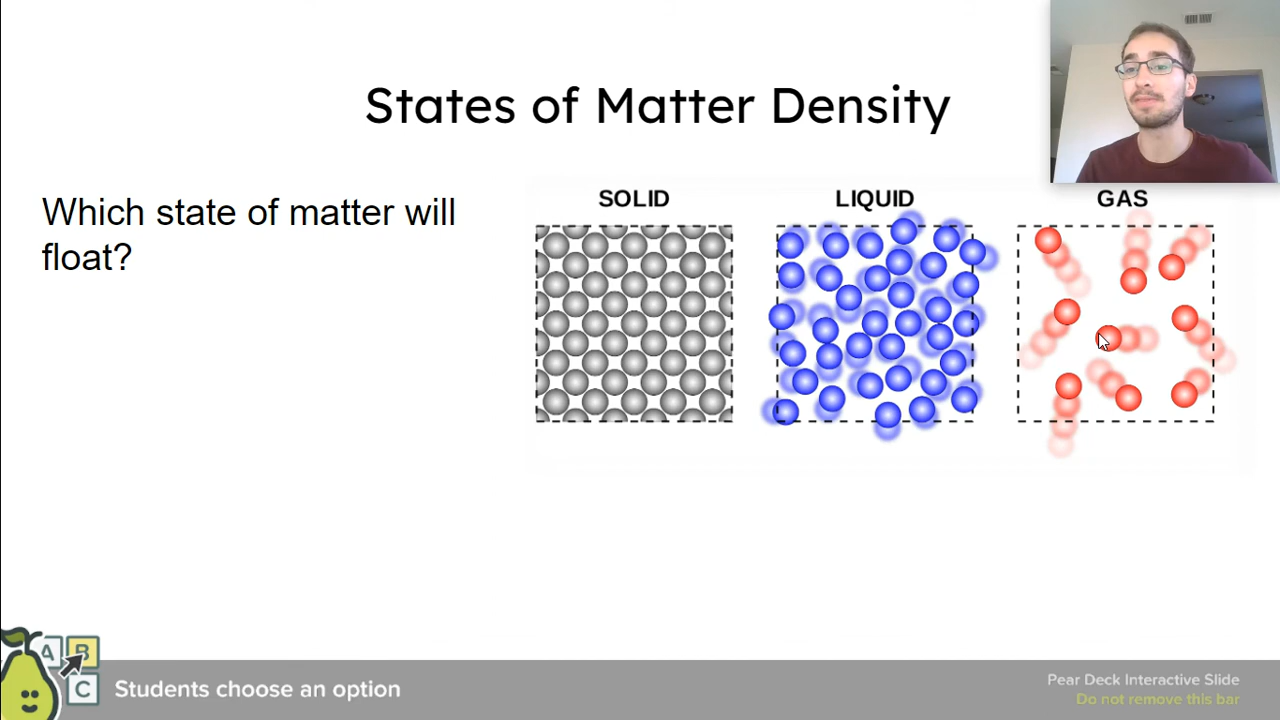 States of Matter Density
Which state of matter will
float?
SOLID
LIQUID
GAS
A
B
C
Students choose an option
Pear Deck Interactive Slide
Do not remove this bar